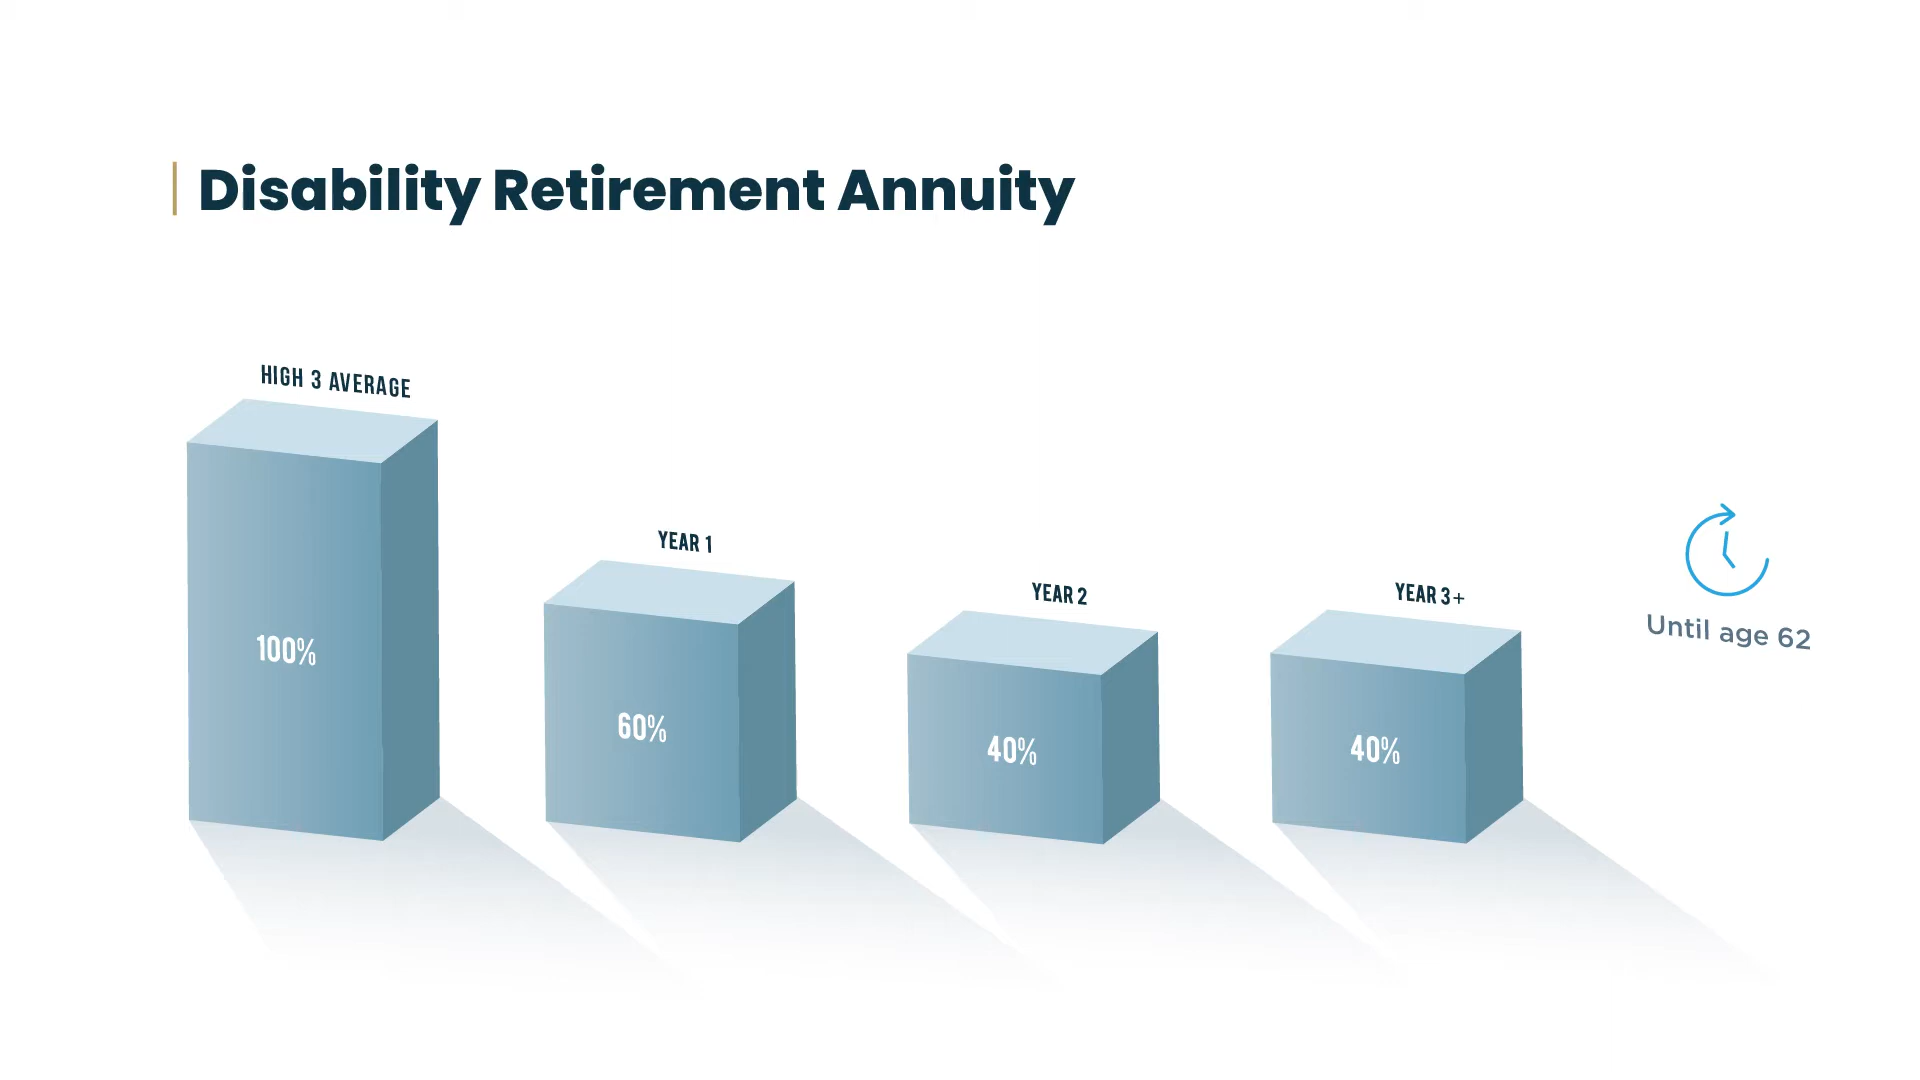 Disability Retirement Annuity
HIGH 3 AVERAGE
100%
YEAR 1
60%
YEAR 2
40%
YEAR 3+
40%
Until age 62